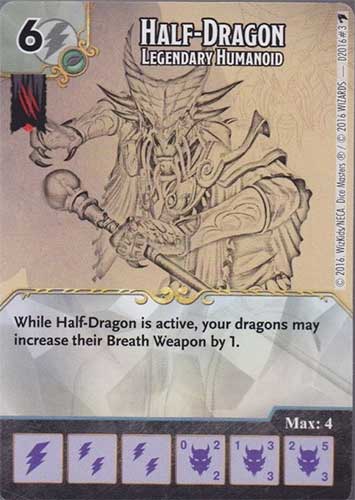 6
HALF-DRAGON
LEGENDARY HUMANOID
D2016#3
© 2016 WIZARDS
© 2016 WizKids/NECA. Dice Masters ® / © 2016 WIZARDS
While Half-Dragon is active, your dragons may
increase their Breath Weapon by 1.
Max: 4
0 2 2
1 3 3
2 5 3